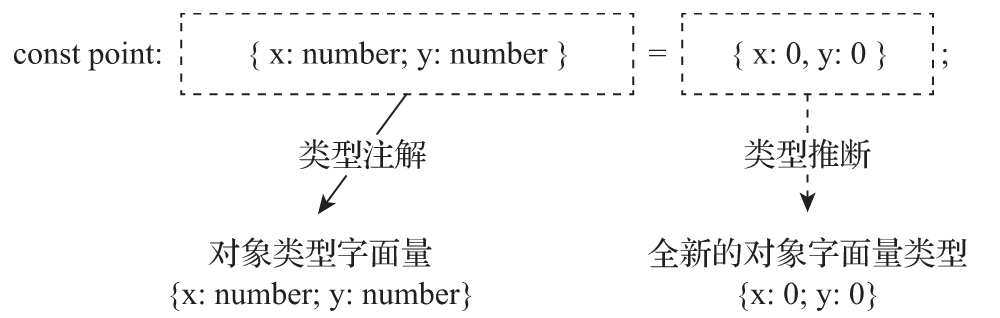 const point: { x: number; y: number } = { x: 0, y: 0 } ;
类型注解 类型推断
对象类型字面量 全新的对象字面量类型
{x: number; y: number} {x: 0; y: 0}